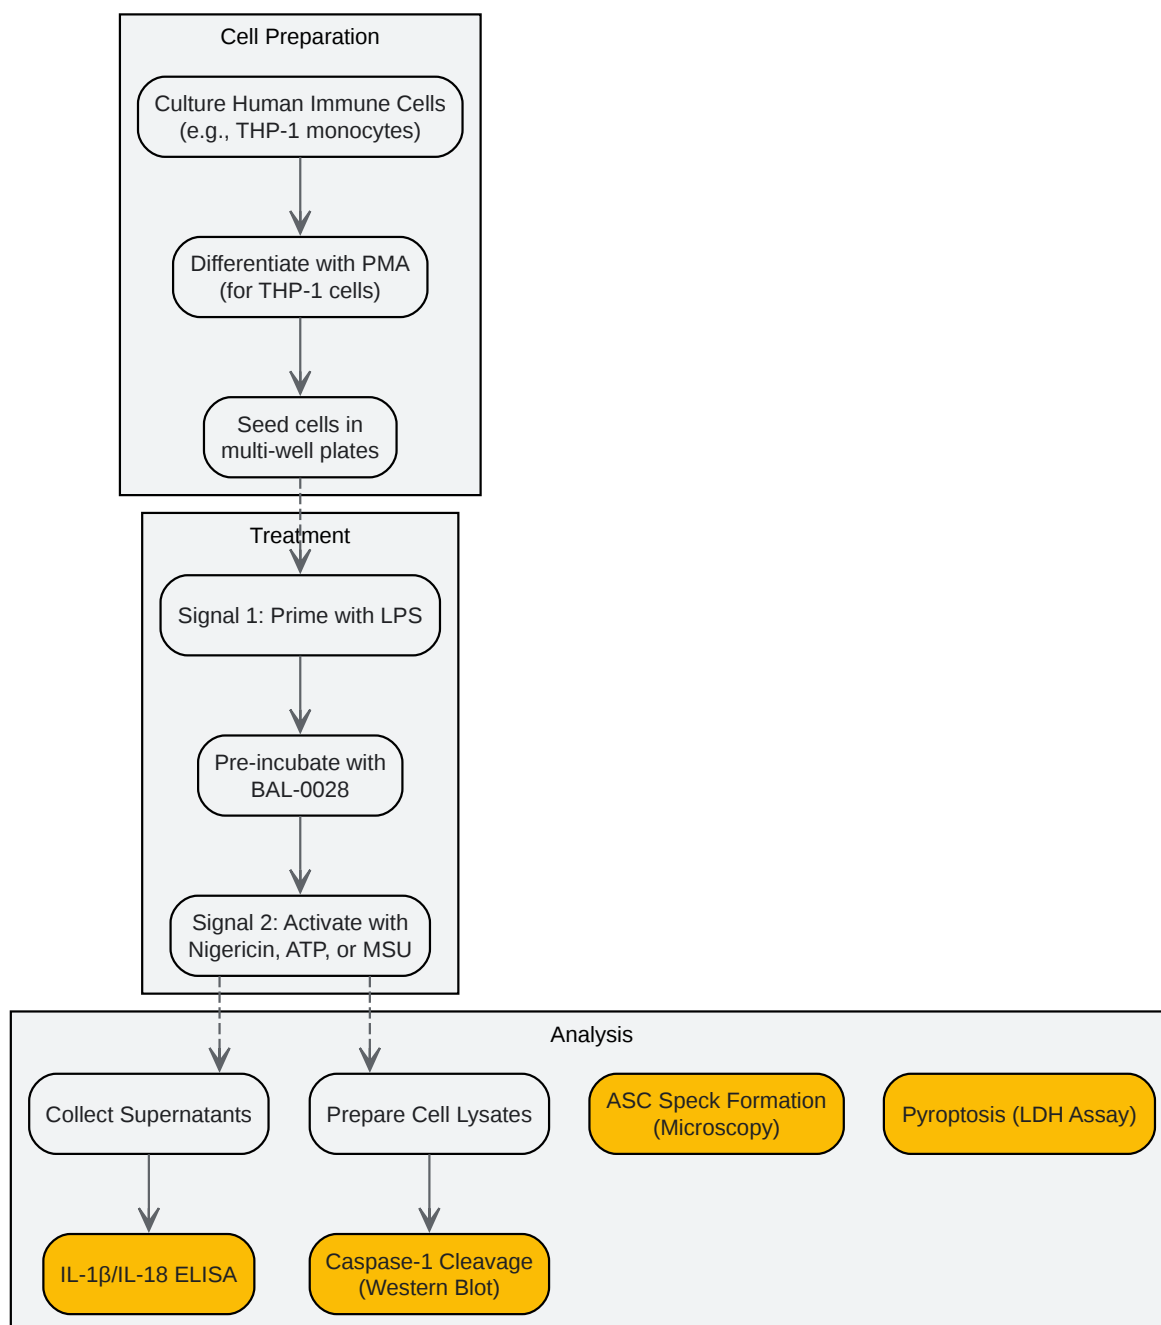 Cell Preparation
Culture Human Immune Cells
(e.g., THP-1 monocytes)
Differentiate with PMA
(for THP-1 cells)
Seed cells in
multi-well plates
Treatment
Signal 1: Prime with LPS
Pre-incubate with
BAL-0028
Signal 2: Activate with
Nigericin, ATP, or MSU
Analysis
Collect Supernatants
Prepare Cell Lysates
ASC Speck Formation
(Microscopy)
Pyroptosis (LDH Assay)
IL-1β/IL-18 ELISA
Caspase-1 Cleavage
(Western Blot)